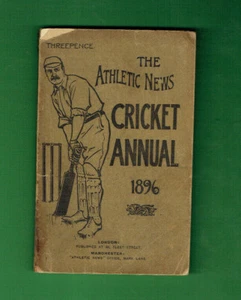 THREEPENCE
THE
ATHLETIC NEWS
CRICKET
ANNUAL
1896
LONDON:
MANCHESTER: